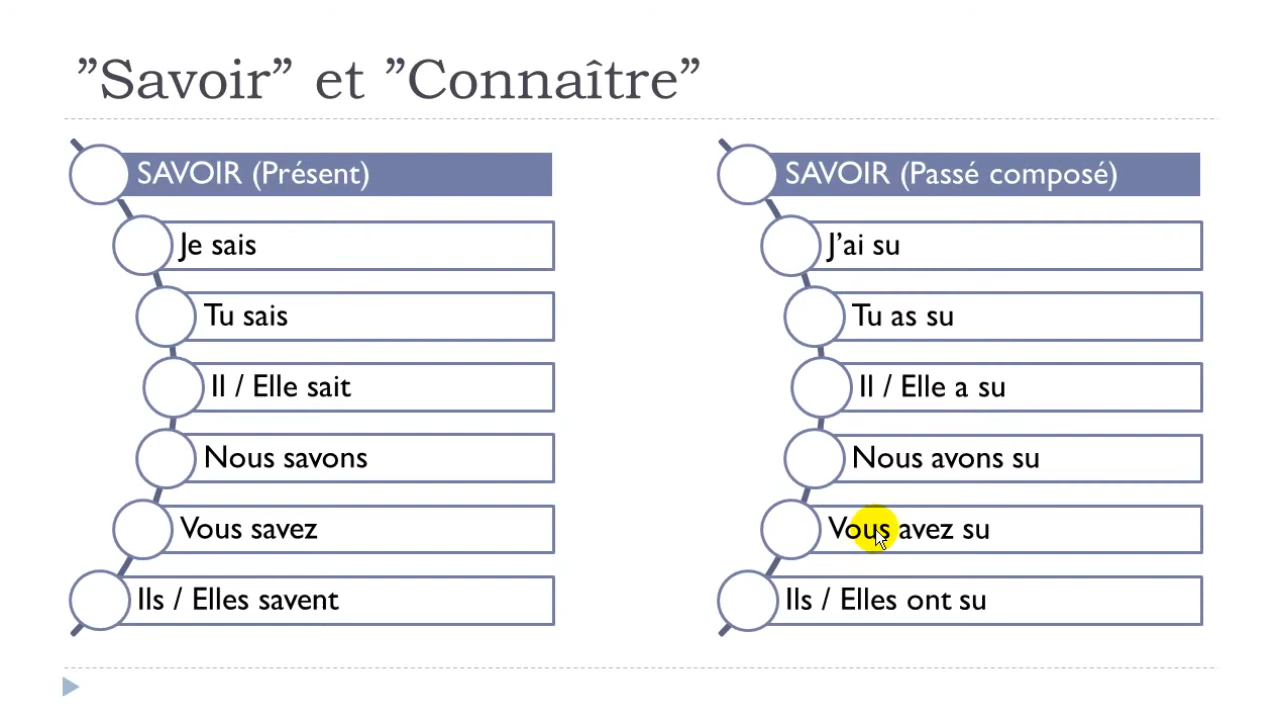 ”Savoir” et ”Connaître”
SAVOIR (Présent)
Je sais
Tu sais
Il / Elle sait
Nous savons
Vous savez
Ils / Elles savent
SAVOIR (Passé composé)
J’ai su
Tu as su
Il / Elle a su
Nous avons su
Vous avez su
Ils / Elles ont su